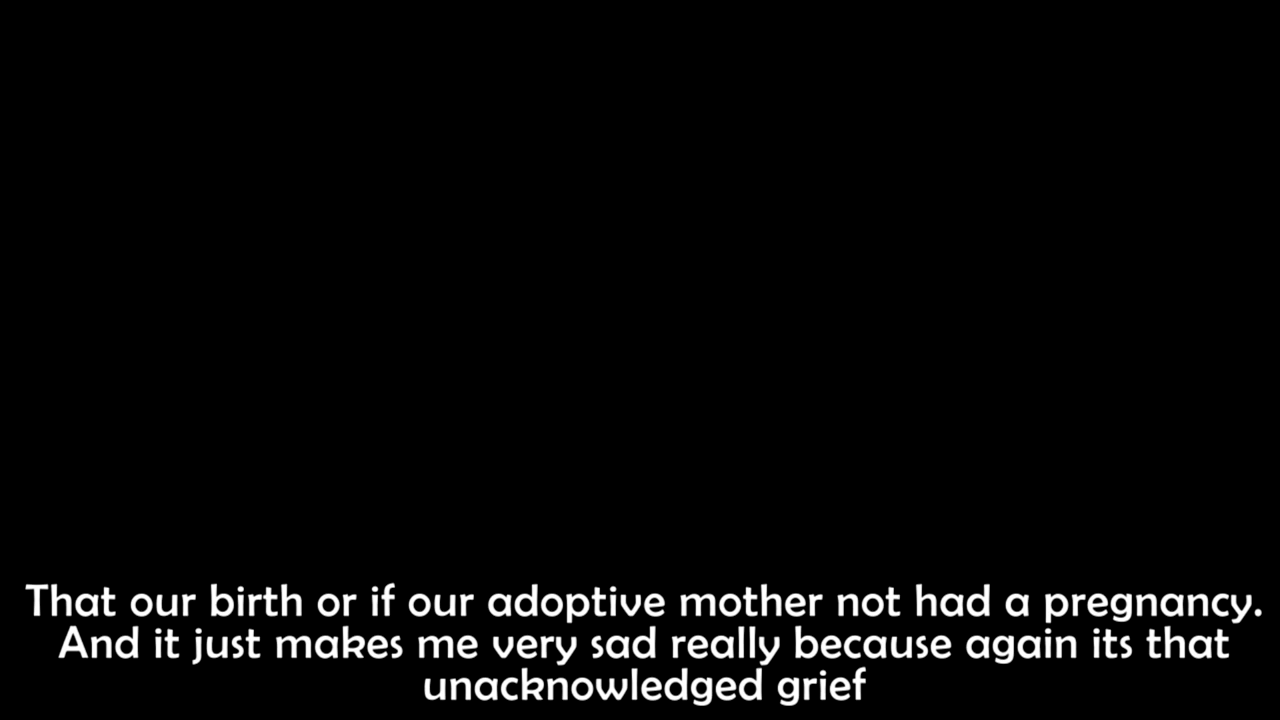 That our birth or if our adoptive mother not had a pregnancy.
And it just makes me very sad really because again its that
unacknowledged grief